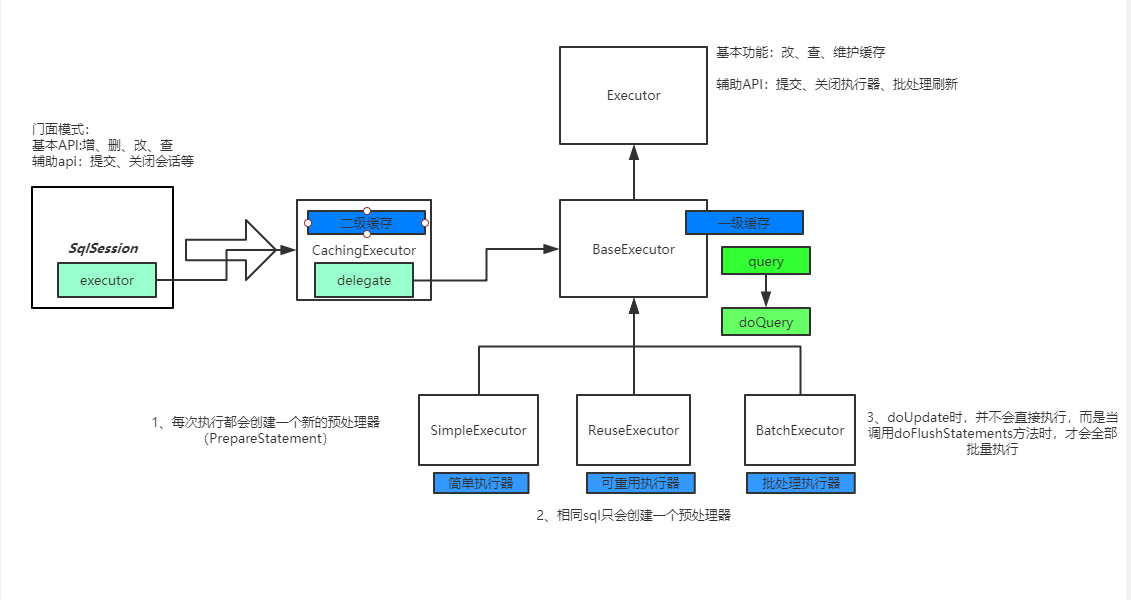 基本功能：改、查、维护缓存
辅助API：提交、关闭执行器、批处理刷新
Executor
门面模式：
基本API:增、删、改、查
辅助api：提交、关闭会话等
SqlSession
executor
二级缓存
CachingExecutor
delegate
BaseExecutor
一级缓存
query
doQuery
1、每次执行都会创建一个新的预处理器
（PrepareStatement）
SimpleExecutor
简单执行器
ReuseExecutor
可重用执行器
BatchExecutor
批处理执行器
3、doUpdate时，并不会直接执行，而是当
调用doFlushStatements方法时，才会全部
批量执行
2、相同sql只会创建一个预处理器